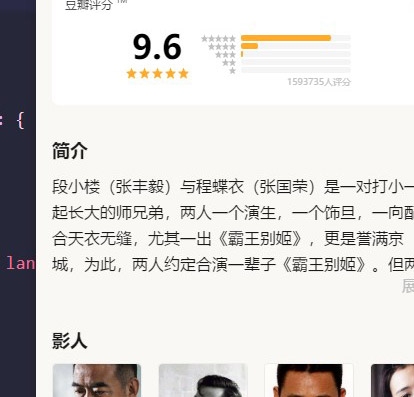 豆瓣评分 ™
9.6
1593735人评分
: {
简介
段小楼（张丰毅）与程蝶衣（张国荣）是一对打小一
起长大的师兄弟，两人一个演生，一个饰旦，一向配
合天衣无缝，尤其一出《霸王别姬》，更是誉满京
lan
城，为此，两人约定合演一辈子《霸王别姬》。但两
展
影人